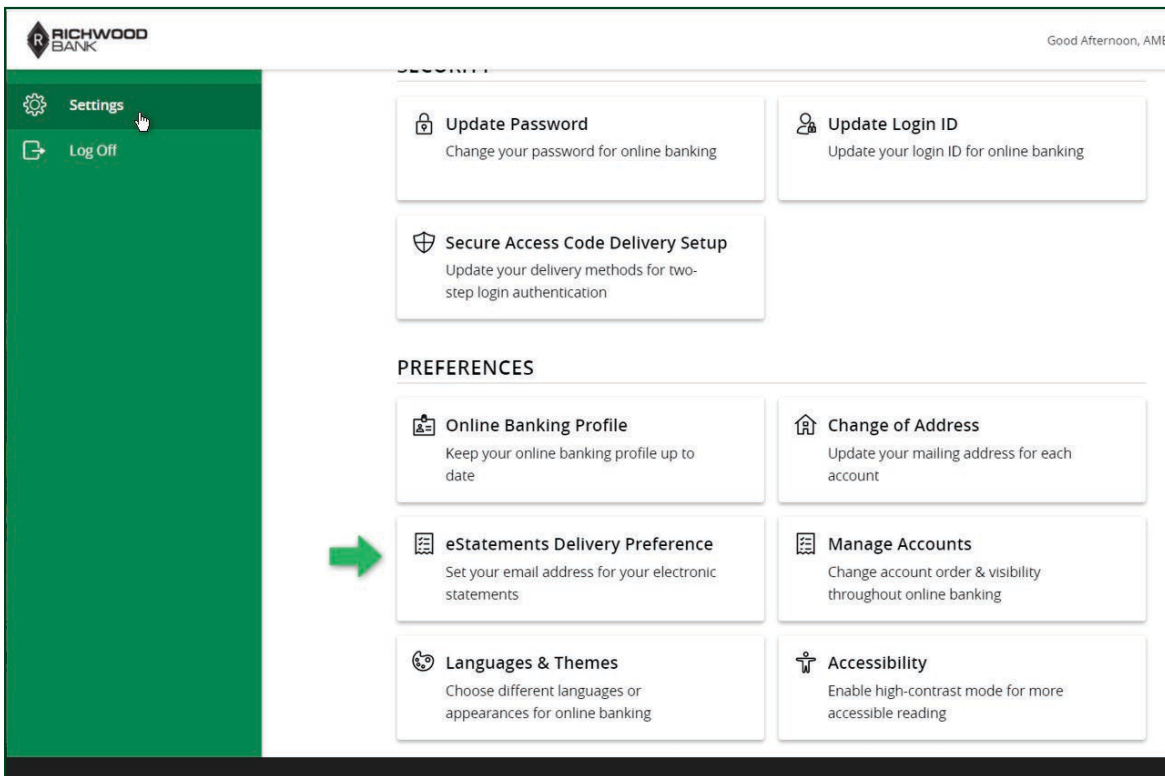 RICHWOOD
BANK
Good Afternoon, AME
SECURITY
Settings
Log Off
Update Password
Change your password for online banking
Update Login ID
Update your login ID for online banking
Secure Access Code Delivery Setup
Update your delivery methods for two-
step login authentication
PREFERENCES
Online Banking Profile
Keep your online banking profile up to
date
Change of Address
Update your mailing address for each
account
eStatements Delivery Preference
Set your email address for your electronic
statements
Manage Accounts
Change account order & visibility
throughout online banking
Languages & Themes
Choose different languages or
appearances for online banking
Accessibility
Enable high-contrast mode for more
accessible reading